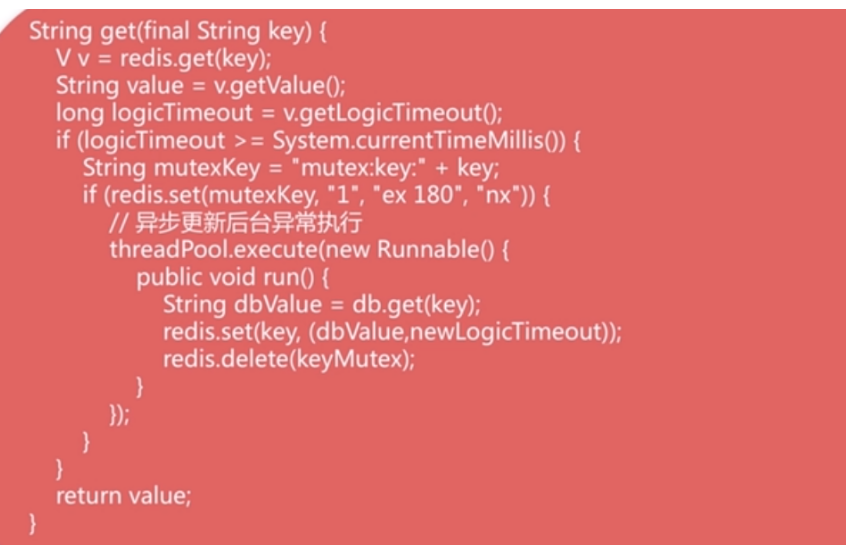 String get(final String key) {
V v = redis.get(key);
String value = v.getValue();
long logicTimeout = v.getLogicTimeout();
if (logicTimeout >= System.currentTimeMillis()) {
String mutexKey = "mutex:key:" + key;
if (redis.set(mutexKey, "1", "ex 180", "nx")) {
// 异步更新后台异常执行
threadPool.execute(new Runnable() {
public void run() {
String dbValue = db.get(key);
redis.set(key, (dbValue,newLogicTimeout));
redis.delete(keyMutex);
}
});
}
}
return value;
}